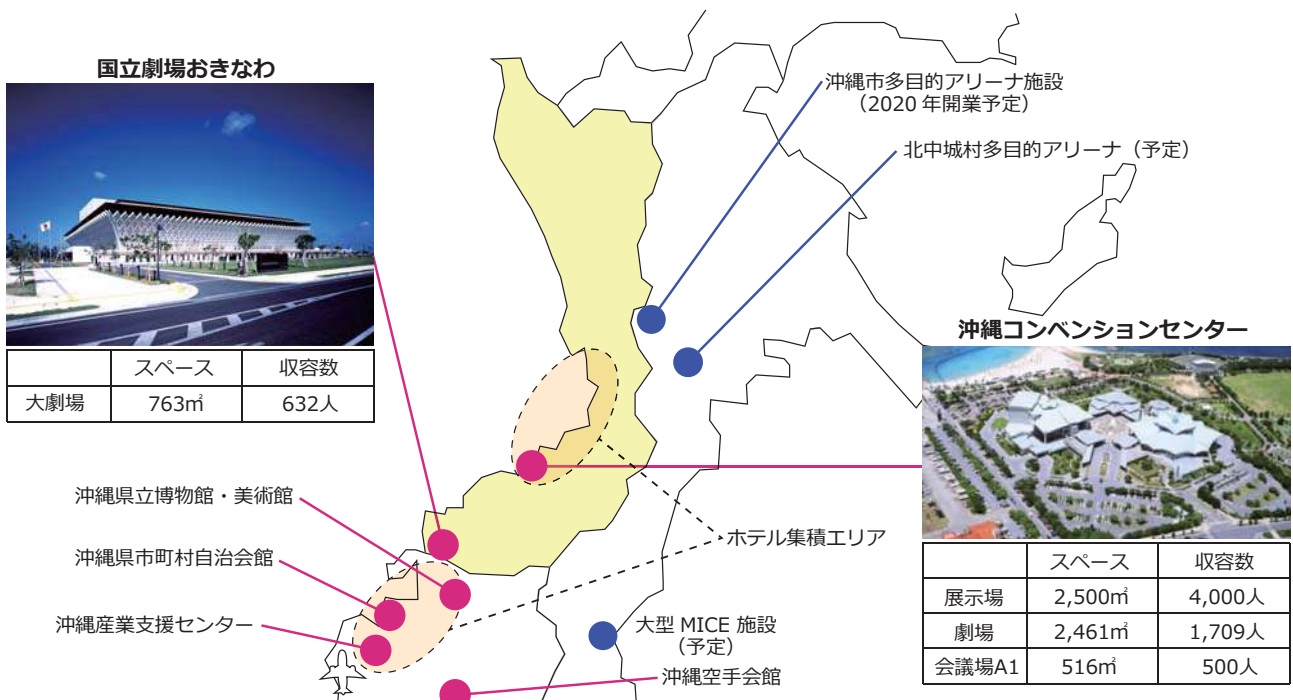 国立劇場おきなわ
スペース 収容数
大劇場 763㎡ 632人
沖縄市多目的アリーナ施設
（2020 年開業予定）
北中城村多目的アリーナ（予定）
沖縄コンベンションセンター
スペース 収容数
展示場 2,500㎡ 4,000人
劇場 2,461㎡ 1,709人
会議場A1 516㎡ 500人
沖縄県立博物館・美術館
沖縄県市町村自治会館
沖縄産業支援センター
ホテル集積エリア
大型 MICE 施設
（予定）
沖縄空手会館